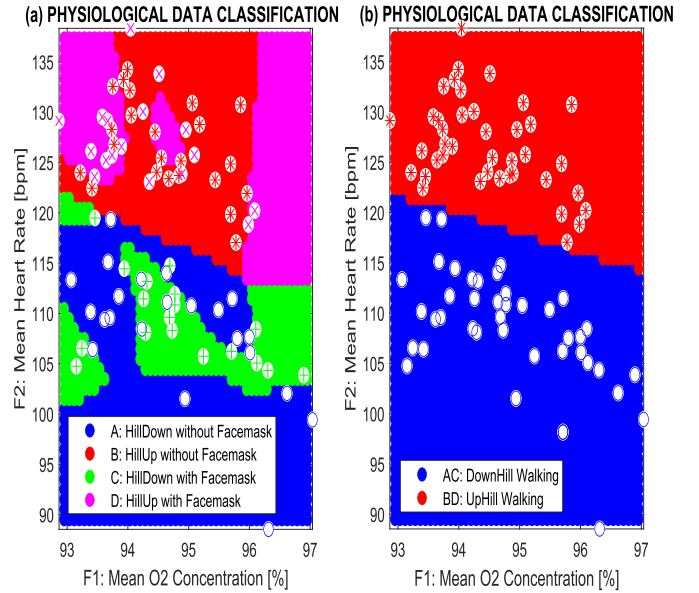 (a) PHYSIOLOGICAL DATA CLASSIFICATION
F2: Mean Heart Rate [bpm]
135
130
125
120
115
110
105
100
95
90
A: HillDown without Facemask
B: HillUp without Facemask
C: HillDown with Facemask
D: HillUp with Facemask
93 94 95 96 97
F1: Mean O2 Concentration [%]
(b) PHYSIOLOGICAL DATA CLASSIFICATION
F2: Mean Heart Rate [bpm]
135
130
125
120
115
110
105
100
95
90
AC: DownHill Walking
BD: UpHill Walking
93 94 95 96 97
F1: Mean O2 Concentration [%]